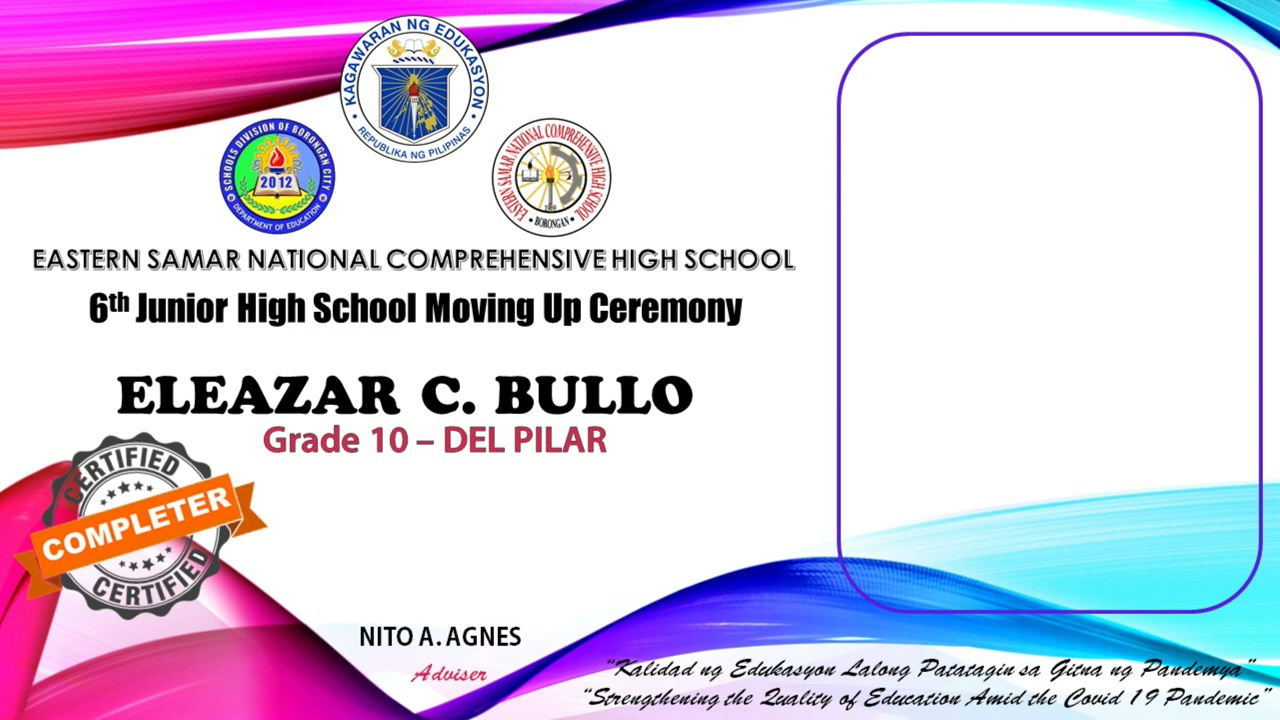 KAGAWARAN NG EDUKASYON
REPUBLIKA NG PILIPINAS
SCHOOLS DIVISION OF BORONGAN CITY
2012
DEPARTMENT OF EDUCATION
EASTERN SAMAR NATIONAL COMPREHENSIVE HIGH SCHOOL
BORONGAN
EASTERN SAMAR NATIONAL COMPREHENSIVE HIGH SCHOOL
6th Junior High School Moving Up Ceremony
ELEAZAR C. BULLO
Grade 10 – DEL PILAR
CERTIFIED
COMPLETER
CERTIFIED
NITO A. AGNES
Adviser
“Kalidad ng Edukasyon Lalong Patatagin sa Gitna ng Pandemya”
“Strengthening the Quality of Education Amid the Covid 19 Pandemic”